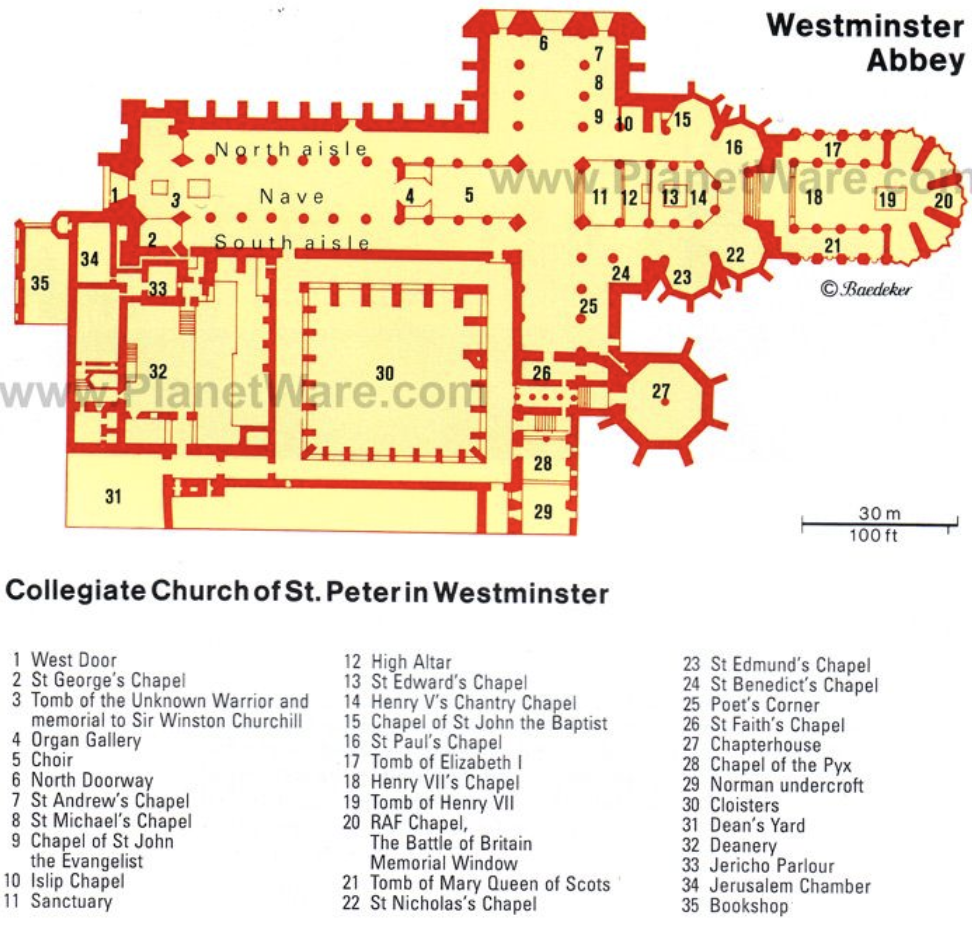 Westminster
Abbey
6
7
8
9
10
15
16
17
North aisle
www.PlanetWare.com
1
3
Nave
4
5
11
12
13
14
18
19
20
2
South aisle
21
22
34
35
33
24
23
25
© Baedeker
32
30
26
27
www.PlanetWare.com
28
31
29
30 m
100 ft
Collegiate Church of St. Peter in Westminster
1 West Door
2 St George's Chapel
3 Tomb of the Unknown Warrior and
memorial to Sir Winston Churchill
4 Organ Gallery
5 Choir
6 North Doorway
7 St Andrew's Chapel
8 St Michael's Chapel
9 Chapel of St John
the Evangelist
10 Islip Chapel
11 Sanctuary
12 High Altar
13 St Edward's Chapel
14 Henry V's Chantry Chapel
15 Chapel of St John the Baptist
16 St Paul's Chapel
17 Tomb of Elizabeth I
18 Henry VII's Chapel
19 Tomb of Henry VII
20 RAF Chapel,
The Battle of Britain
Memorial Window
21 Tomb of Mary Queen of Scots
22 St Nicholas's Chapel
23 St Edmund's Chapel
24 St Benedict's Chapel
25 Poet's Corner
26 St Faith's Chapel
27 Chapterhouse
28 Chapel of the Pyx
29 Norman undercroft
30 Cloisters
31 Dean's Yard
32 Deanery
33 Jericho Parlour
34 Jerusalem Chamber
35 Bookshop